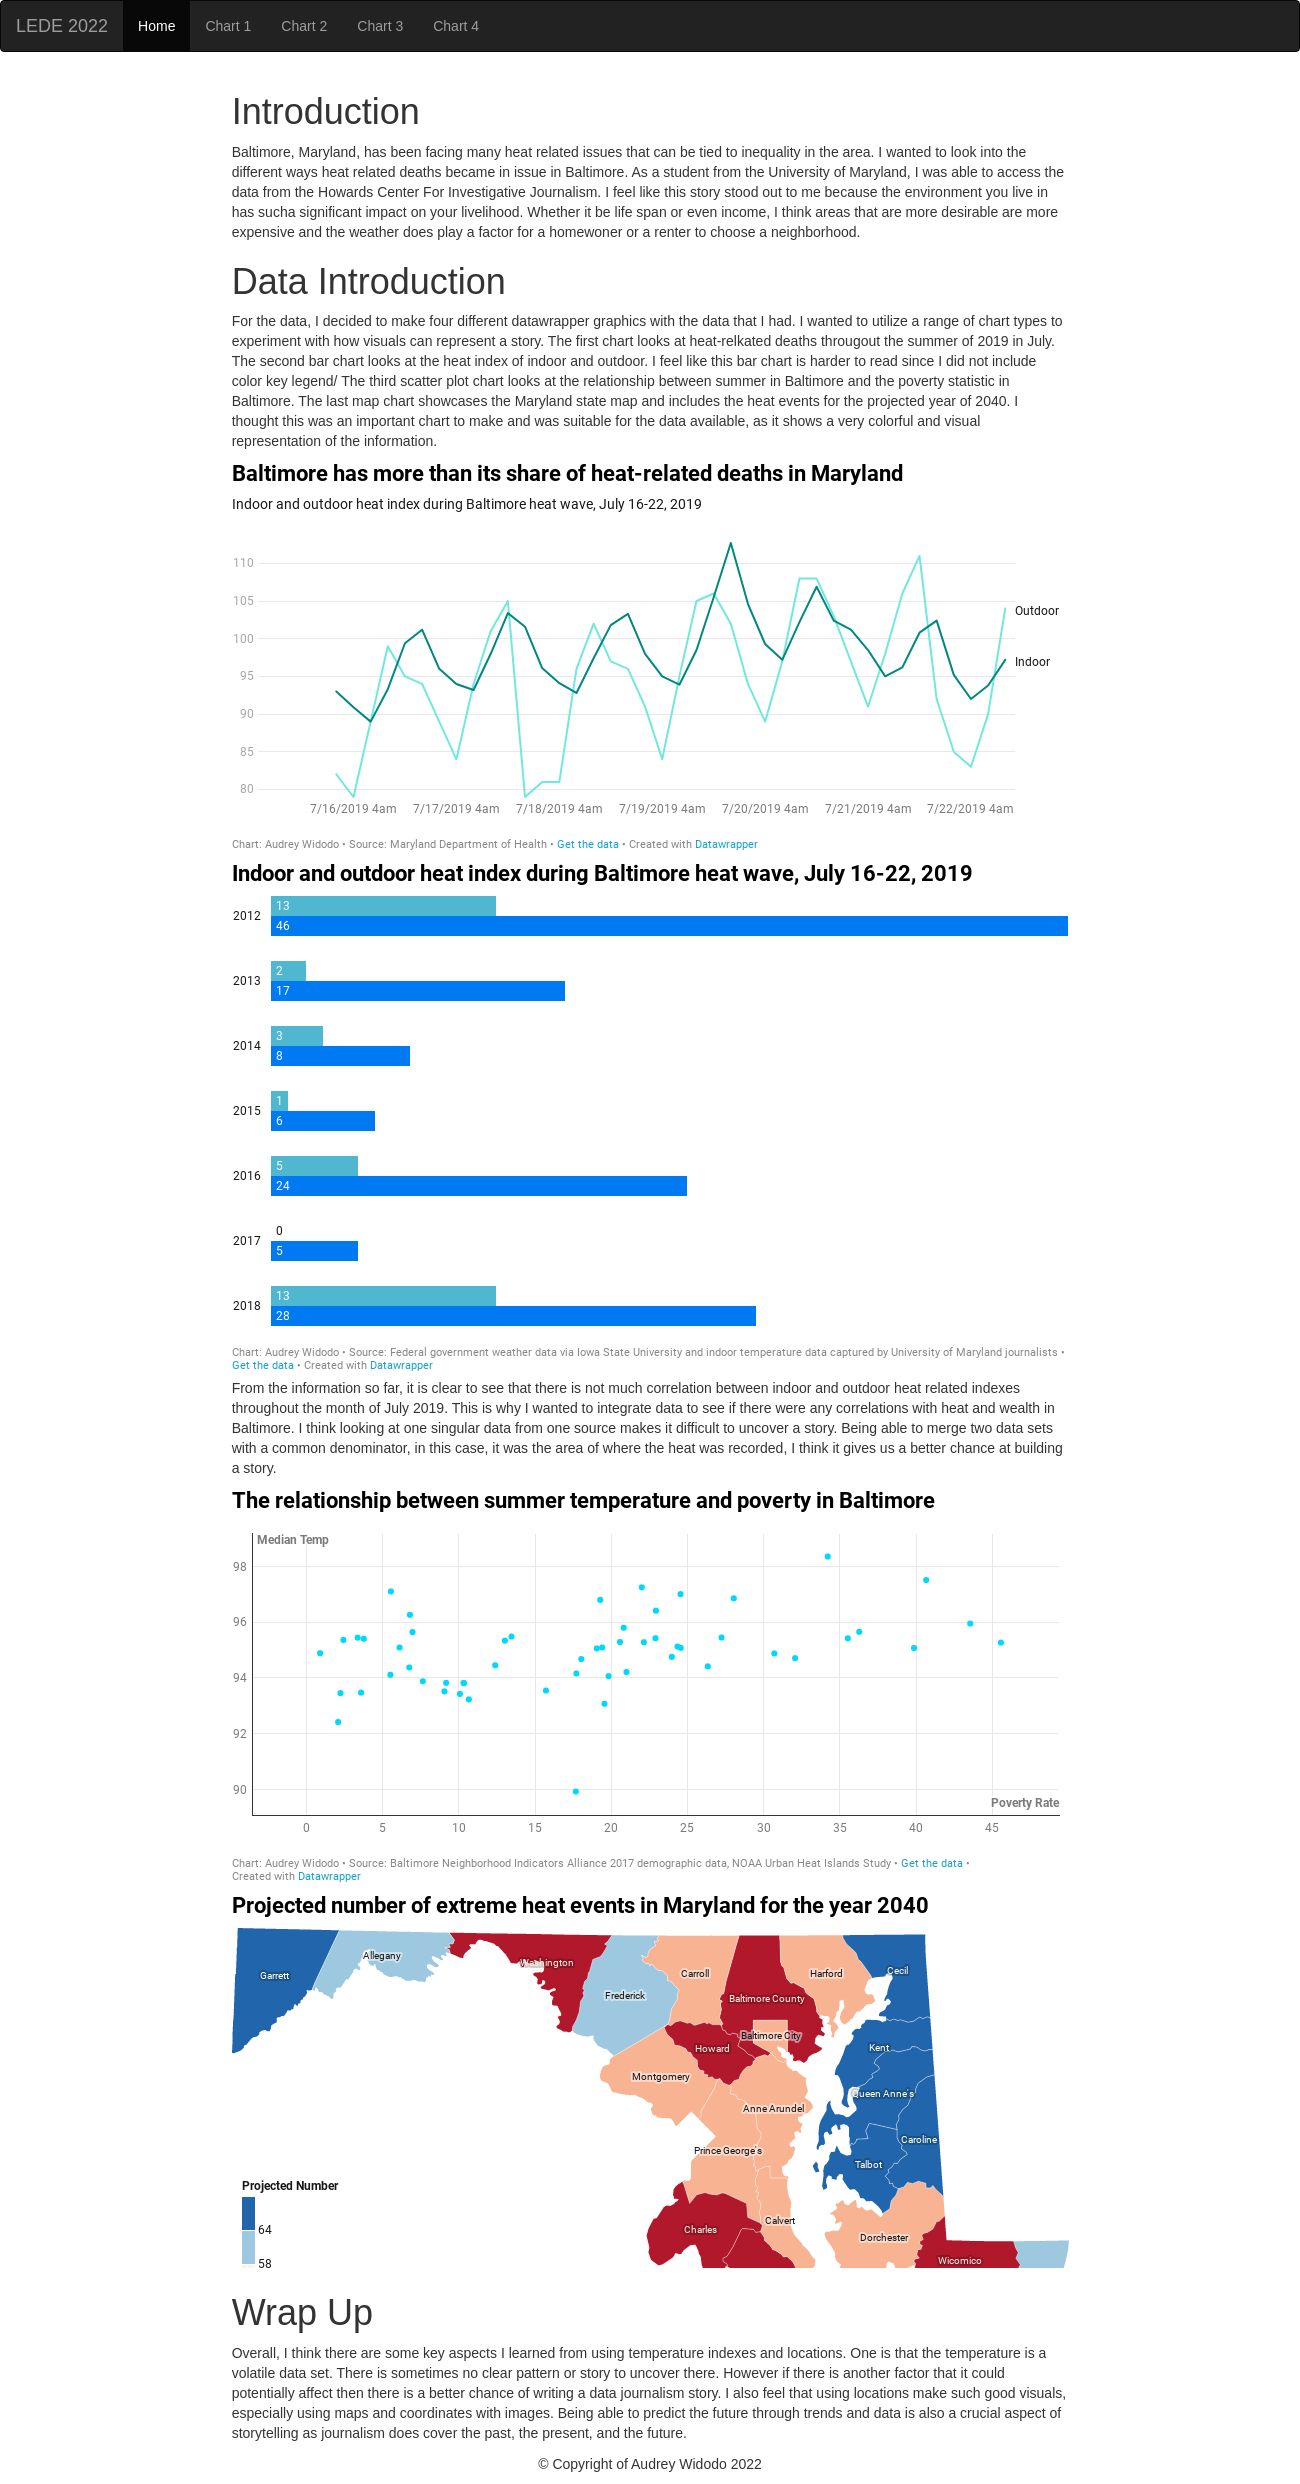 LEDE 2022 Home Chart 1 Chart 2 Chart 3 Chart 4
Introduction
Baltimore, Maryland, has been facing many heat related issues that can be tied to inequality in the area. I wanted to look into the
different ways heat related deaths became in issue in Baltimore. As a student from the University of Maryland, I was able to access the
data from the Howards Center For Investigative Journalism. I feel like this story stood out to me because the environment you live in
has sucha significant impact on your livelihood. Whether it be life span or even income, I think areas that are more desirable are more
expensive and the weather does play a factor for a homewoner or a renter to choose a neighborhood.
Data Introduction
For the data, I decided to make four different datawrapper graphics with the data that I had. I wanted to utilize a range of chart types to
experiment with how visuals can represent a story. The first chart looks at heat-relkated deaths througout the summer of 2019 in July.
The second bar chart looks at the heat index of indoor and outdoor. I feel like this bar chart is harder to read since I did not include
color key legend/ The third scatter plot chart looks at the relationship between summer in Baltimore and the poverty statistic in
Baltimore. The last map chart showcases the Maryland state map and includes the heat events for the projected year of 2040. I
thought this was an important chart to make and was suitable for the data available, as it shows a very colorful and visual
representation of the information.
Baltimore has more than its share of heat-related deaths in Maryland
Indoor and outdoor heat index during Baltimore heat wave, July 16-22, 2019
110
105
Outdoor
100
Indoor
95
90
85
80
7/16/2019 4am 7/17/2019 4am 7/18/2019 4am 7/19/2019 4am 7/20/2019 4am 7/21/2019 4am 7/22/2019 4am
Chart: Audrey Widodo • Source: Maryland Department of Health • Get the data • Created with Datawrapper
Indoor and outdoor heat index during Baltimore heat wave, July 16-22, 2019
2012
13
46
2013
2
17
2014
3
8
2015
1
6
2016
5
24
2017
0
5
2018
13
28
Chart: Audrey Widodo • Source: Federal government weather data via Iowa State University and indoor temperature data captured by University of Maryland journalists •
Get the data • Created with Datawrapper
From the information so far, it is clear to see that there is not much correlation between indoor and outdoor heat related indexes
throughout the month of July 2019. This is why I wanted to integrate data to see if there were any correlations with heat and wealth in
Baltimore. I think looking at one singular data from one source makes it difficult to uncover a story. Being able to merge two data sets
with a common denominator, in this case, it was the area of where the heat was recorded, I think it gives us a better chance at building
a story.
The relationship between summer temperature and poverty in Baltimore
Median Temp
98
96
94
92
90
Poverty Rate
0 5 10 15 20 25 30 35 40 45
Chart: Audrey Widodo • Source: Baltimore Neighborhood Indicators Alliance 2017 demographic data, NOAA Urban Heat Islands Study • Get the data •
Created with Datawrapper
Projected number of extreme heat events in Maryland for the year 2040
Allegany
Washington
Garrett
Carroll
Harford
Cecil
Frederick
Baltimore County
Baltimore City
Howard
Kent
Montgomery
Queen Anne's
Anne Arundel
Caroline
Prince George's
Talbot
Projected Number
64
58
Calvert
Charles
Dorchester
Wicomico
Wrap Up
Overall, I think there are some key aspects I learned from using temperature indexes and locations. One is that the temperature is a
volatile data set. There is sometimes no clear pattern or story to uncover there. However if there is another factor that it could
potentially affect then there is a better chance of writing a data journalism story. I also feel that using locations make such good visuals,
especially using maps and coordinates with images. Being able to predict the future through trends and data is also a crucial aspect of
storytelling as journalism does cover the past, the present, and the future.
© Copyright of Audrey Widodo 2022